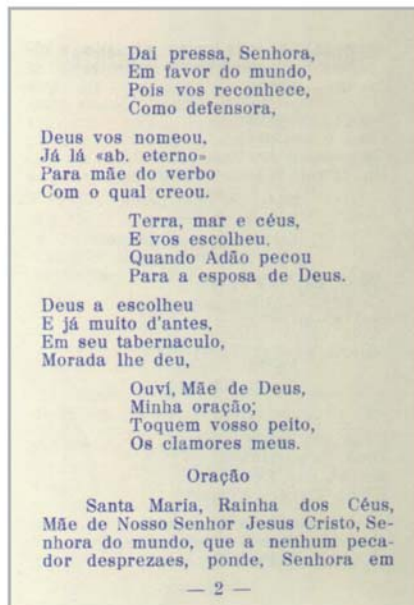 Dai pressa, Senhora,
Em favor do mundo,
Pois vos reconhece,
Como defensora,
Deus vos nomeou,
Já lá «ab. eterno»
Para mãe do verbo
Com o qual creou.
Terra, mar e céus,
E vos escolheu,
Quando Adão pecou
Para a esposa de Deus.
Deus a escolheu
E já muito d'antes,
Em seu tabernaculo,
Morada lhe deu,
Ouvi, Mãe de Deus,
Minha oração;
Toquem vosso peito,
Os clamores meus.
Oração
Santa Maria, Rainha dos Céus,
Mãe de Nosso Senhor Jesus Cristo, Se-
nhora do mundo, que a nenhum peca-
dor desprezaes, ponde, Senhora em
— 2 —